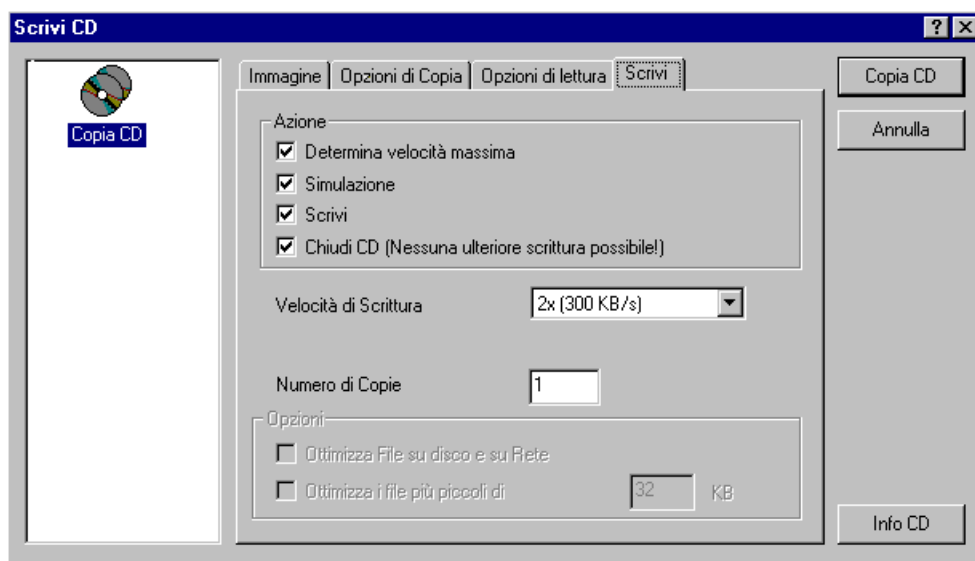 Scrivi CD
Copia CD
Immagine Opzioni di Copia Opzioni di lettura Scrivi
Azione
Determina velocità massima
Simulazione
Scrivi
Chiudi CD (Nessuna ulteriore scrittura possibile!)
Velocità di Scrittura 2x (300 KB/s)
Numero di Copie 1
Opzioni
Ottimizza File su disco e su Rete
Ottimizza i file più piccoli di 32 KB
Copia CD
Annulla
Info CD